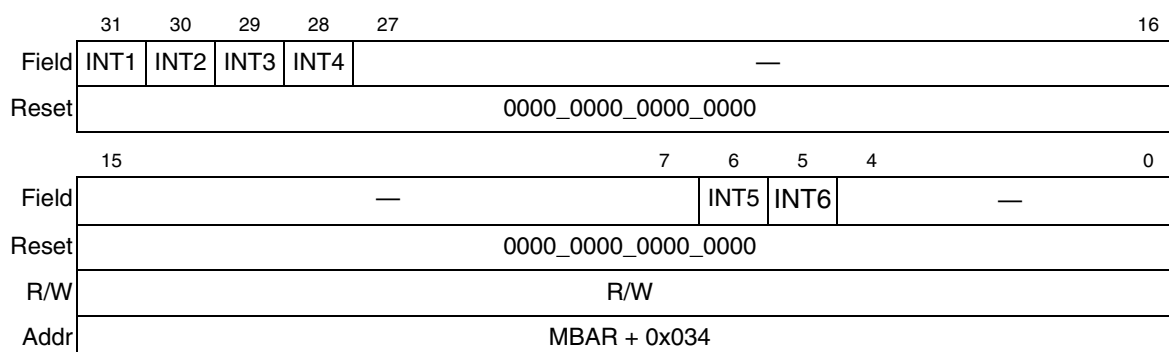 31 30 29 28 27 16
Field INT1 INT2 INT3 INT4 —
Reset 0000_0000_0000_0000
15 7 6 5 4 0
Field — INT5 INT6 —
Reset 0000_0000_0000_0000
R/W R/W
Addr MBAR + 0x034